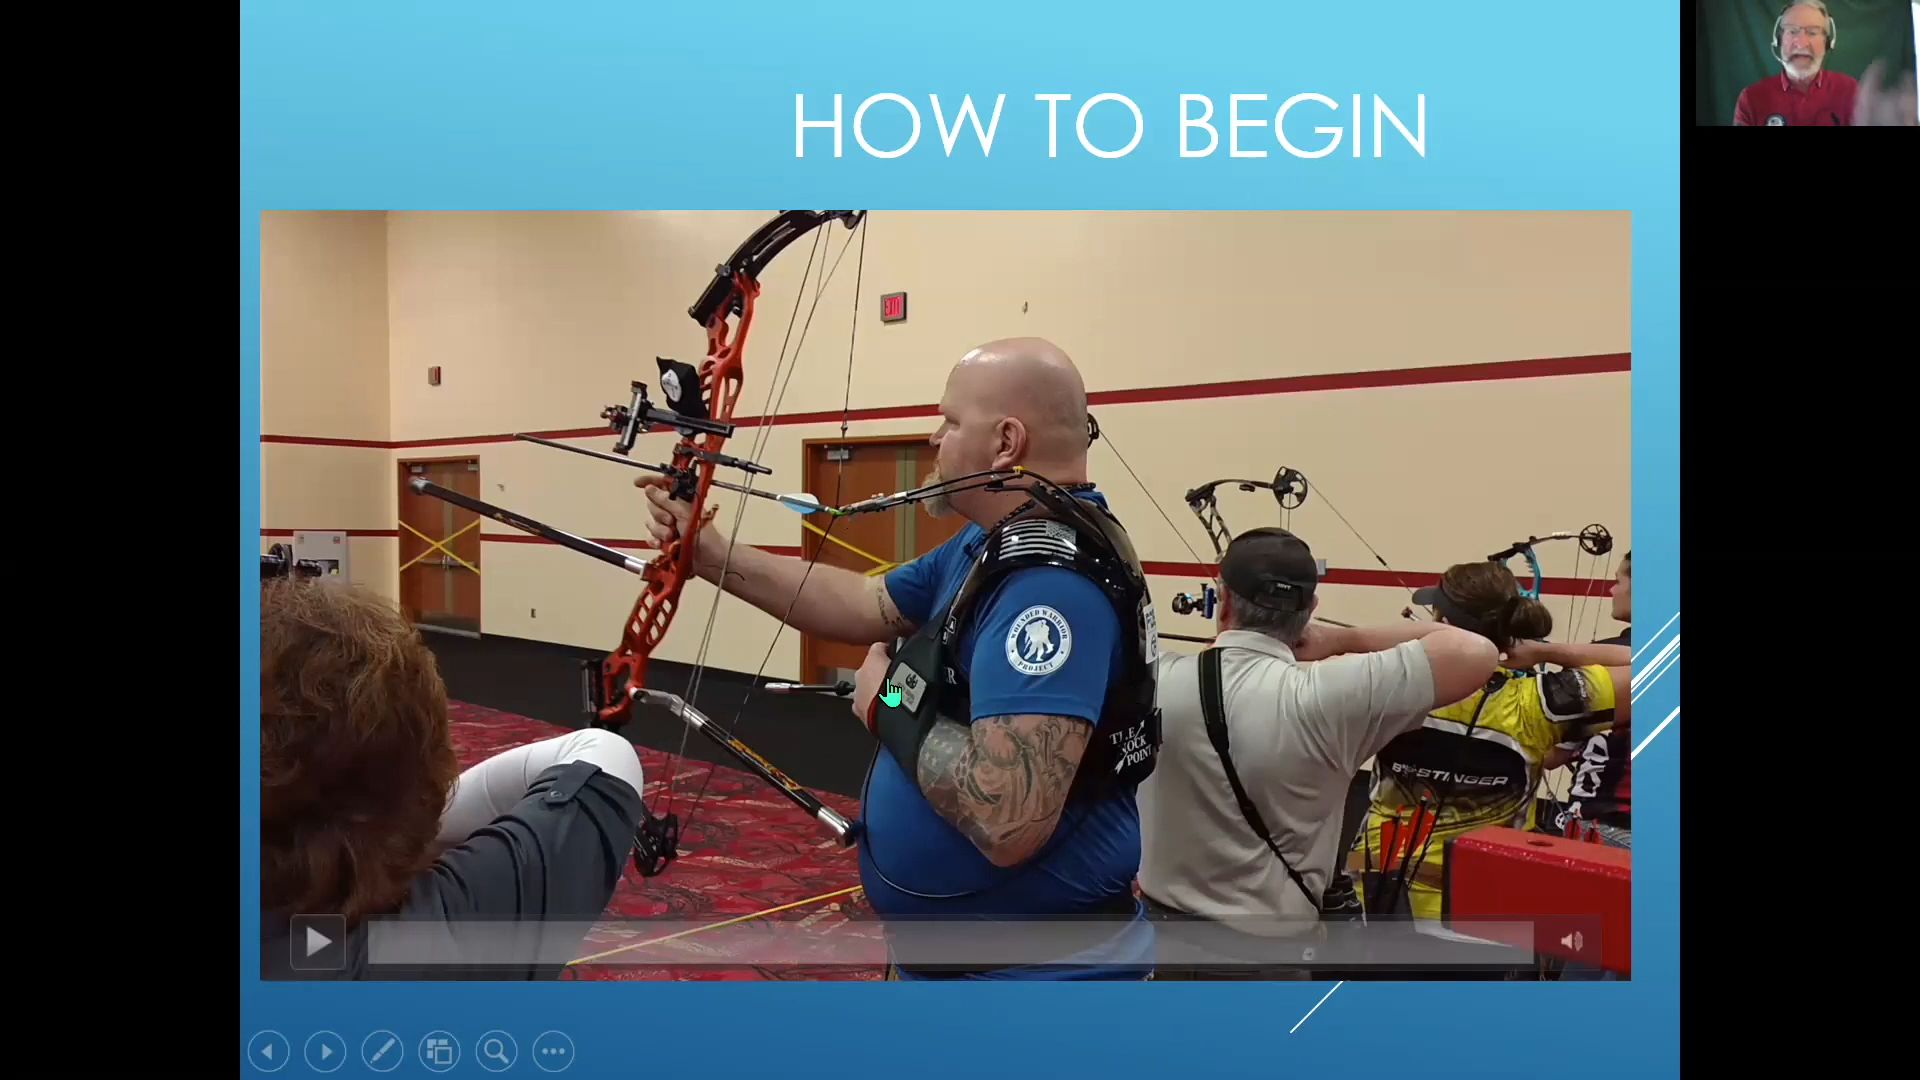 HOW TO BEGIN
EXIT
WOUNDED WARRIOR
PROJECT
THE
NOCK
POINT
B-STINGER